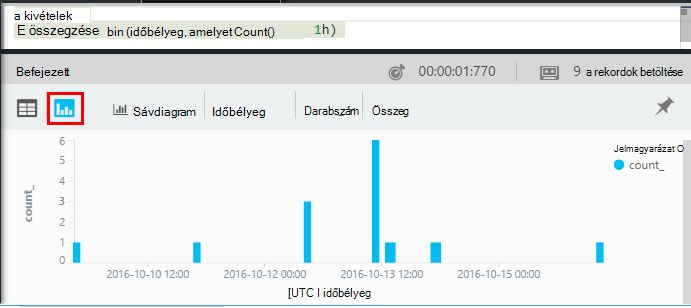 a kivételek
E összegzése bin (időbélyeg, amelyet Count() 1h)
Befejezett 00:00:01:770 9 a rekordok betöltése
Sávdiagram Időbélyeg Darabszám Összeg
Jelmagyarázat O
count_
count_
6
5
4
3
2
1
0
2016-10-10 12:00 2016-10-12 00:00 2016-10-13 12:00 2016-10-15 00:00
[UTC I időbélyeg